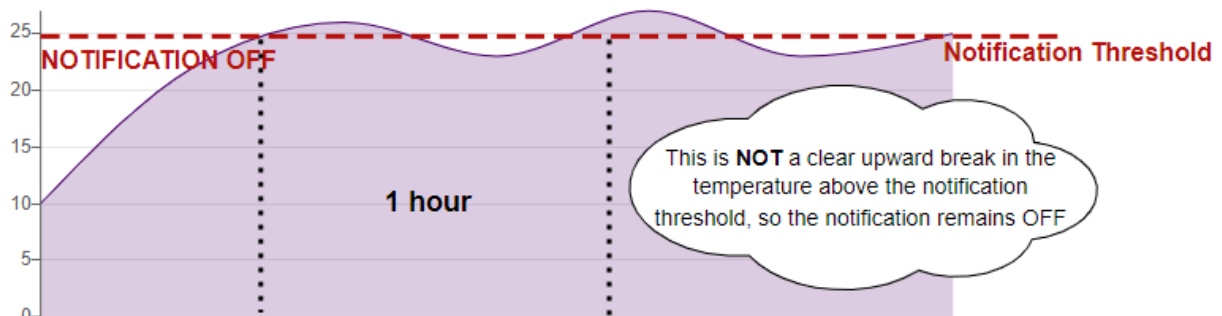 25
NOTIFICATION OFF
Notification Threshold
20
15
This is NOT a clear upward break in the
temperature above the notification
threshold, so the notification remains OFF
10
1 hour
5
0